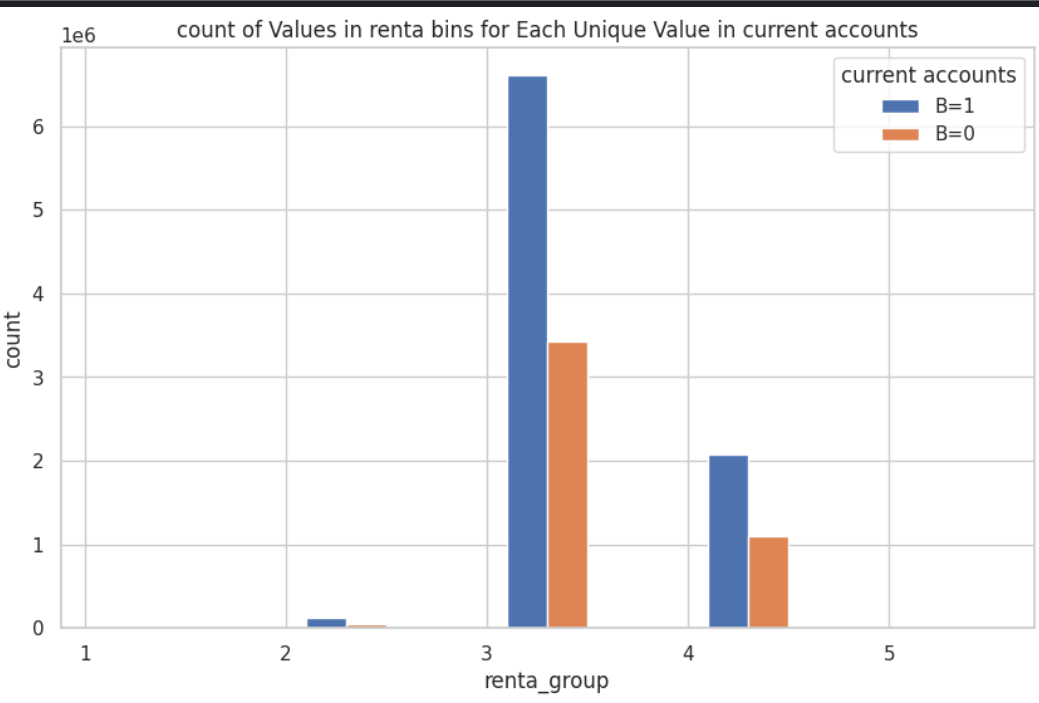 count of Values in renta bins for Each Unique Value in current accounts
1e6
current accounts
B=1
B=0
6
5
4
3
2
1
0
count
1 2 3 4 5
renta_group